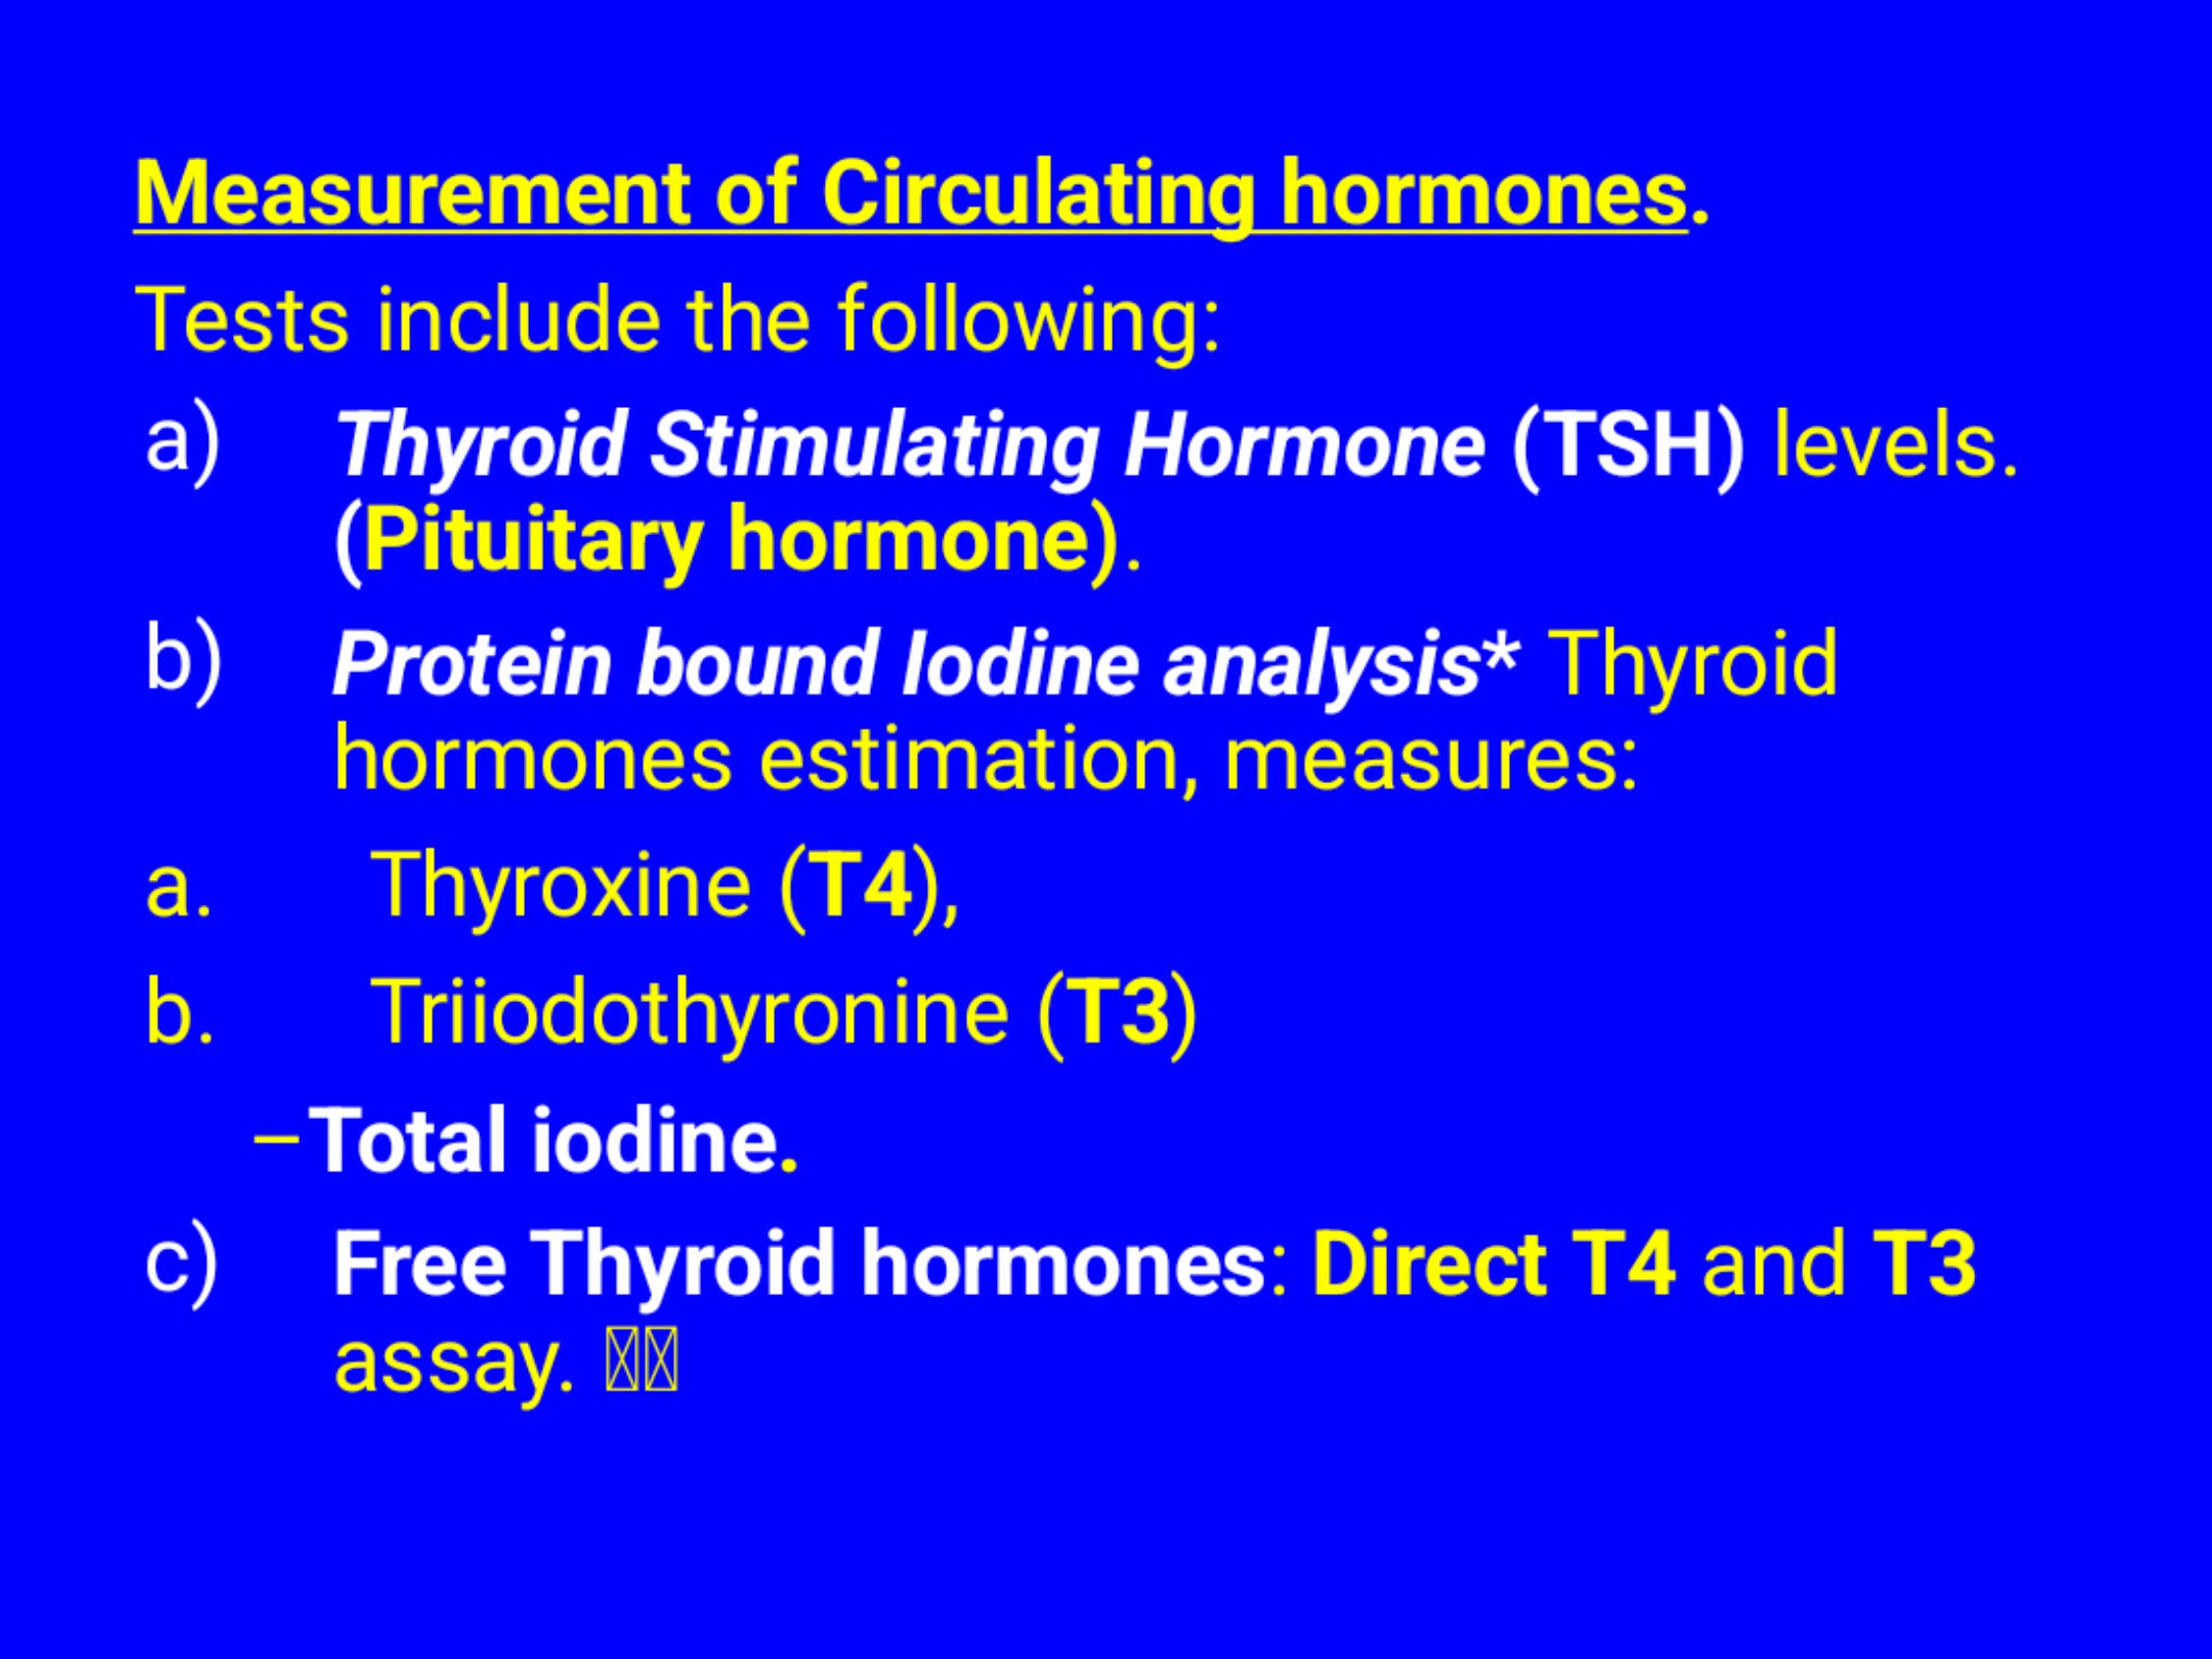 Measurement of Circulating hormones.
Tests include the following:
a) Thyroid Stimulating Hormone (TSH) levels.
(Pituitary hormone).
b) Protein bound Iodine analysis* Thyroid
hormones estimation, measures:
a. Thyroxine (T4),
b. Triiodothyronine (T3)
–Total iodine.
c) Free Thyroid hormones: Direct T4 and T3
assay.